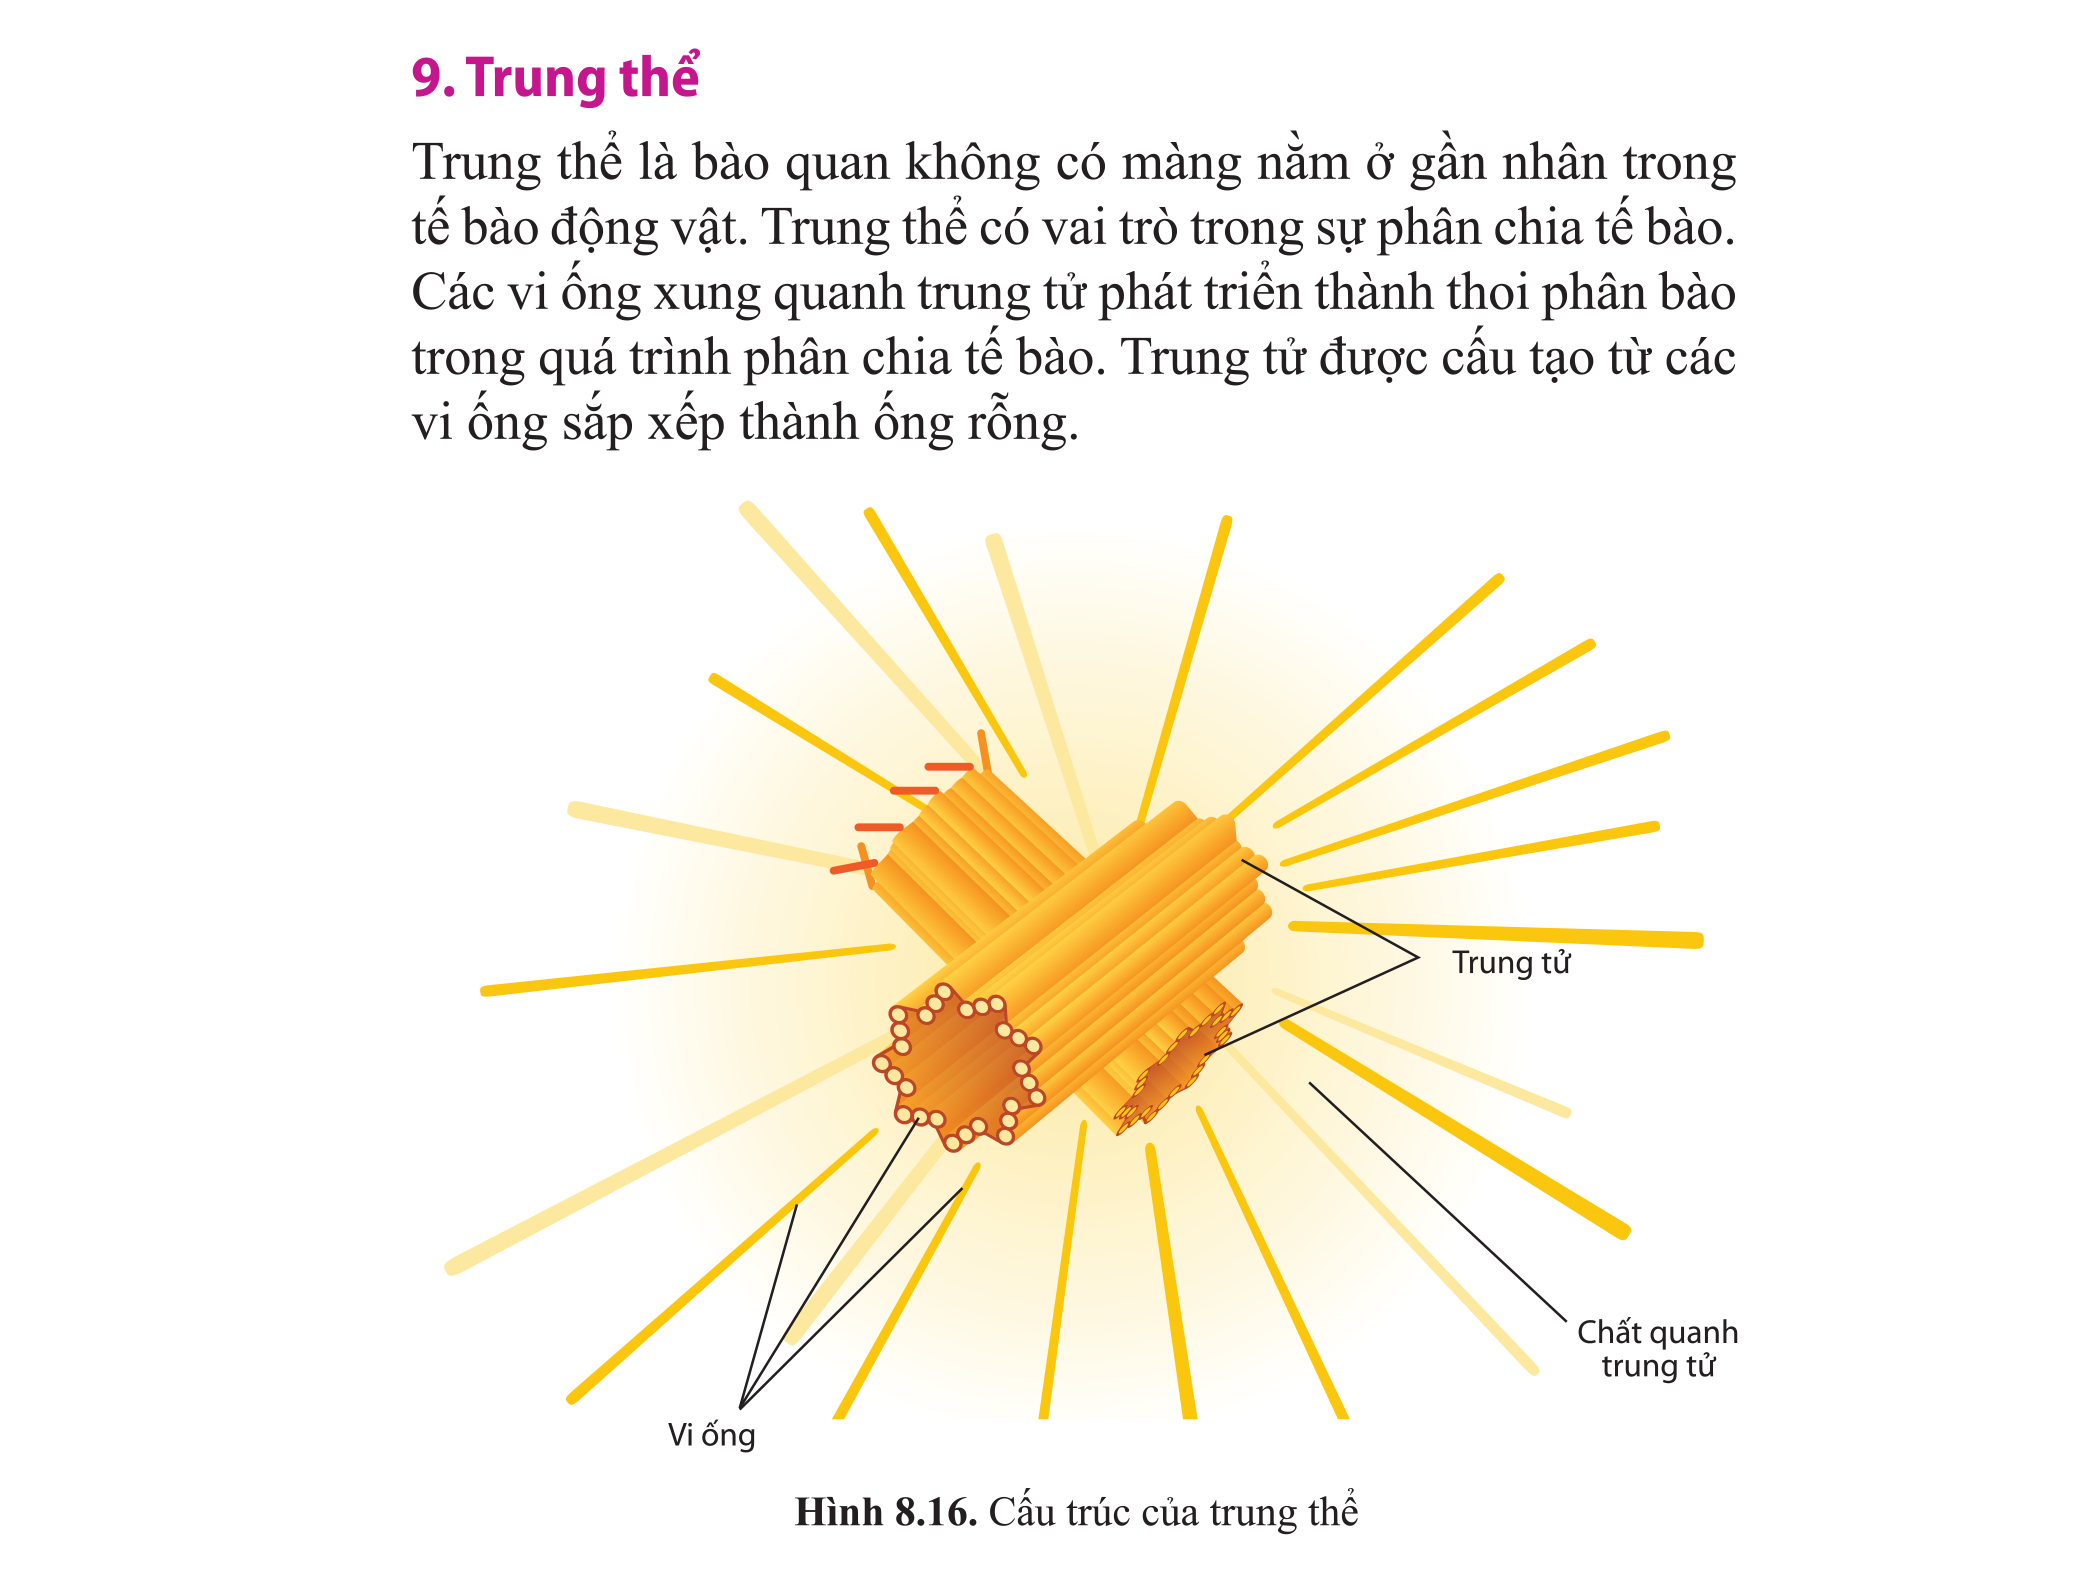 9. Trung thể
Trung thể là bào quan không có màng nằm ở gần nhân trong
tế bào động vật. Trung thể có vai trò trong sự phân chia tế bào.
Các vi ống xung quanh trung tử phát triển thành thoi phân bào
trong quá trình phân chia tế bào. Trung tử được cấu tạo từ các
vi ống sắp xếp thành ống rỗng.
Trung tử
Chất quanh
trung tử
Vi ống
Hình 8.16. Cấu trúc của trung thể